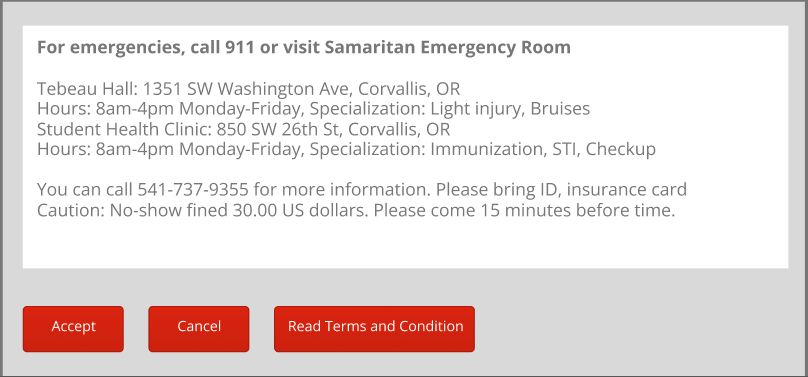 For emergencies, call 911 or visit Samaritan Emergency Room
Tebeau Hall: 1351 SW Washington Ave, Corvallis, OR
Hours: 8am-4pm Monday-Friday, Specialization: Light injury, Bruises
Student Health Clinic: 850 SW 26th St, Corvallis, OR
Hours: 8am-4pm Monday-Friday, Specialization: Immunization, STI, Checkup
You can call 541-737-9355 for more information. Please bring ID, insurance card
Caution: No-show fined 30.00 US dollars. Please come 15 minutes before time.
Accept
Cancel
Read Terms and Condition